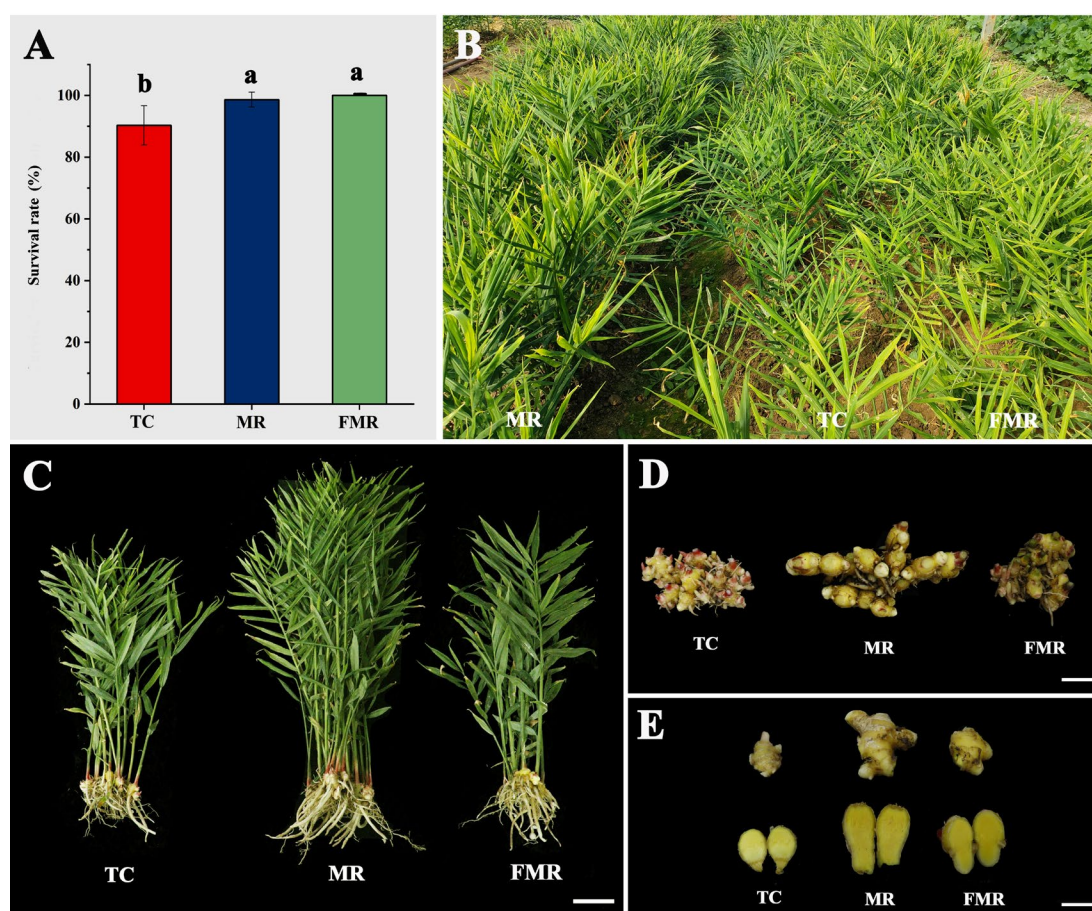 A
b
a
a
100
80
60
40
20
0
Survival rate (%)
TC
MR
FMR
B
MR
TC
FMR
C
TC
MR
FMR
D
TC
MR
FMR
E
TC
MR
FMR